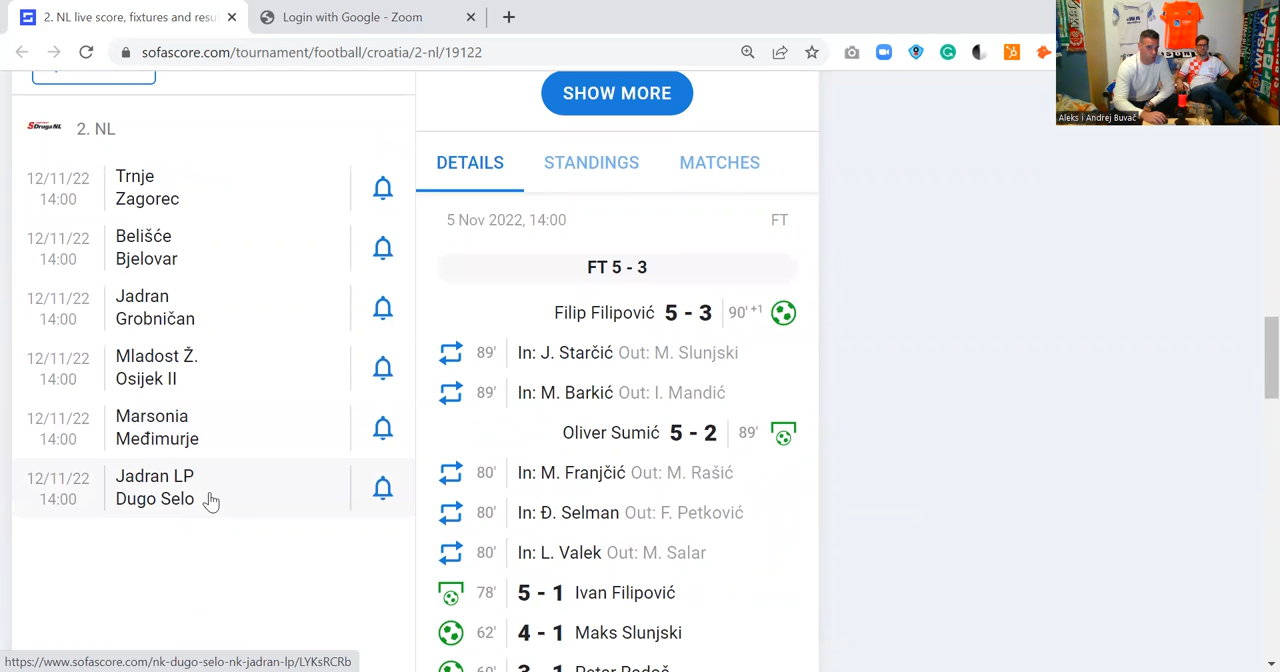 2. NL live score, fixtures and resu
Login with Google - Zoom
sofascore.com/tournament/football/croatia/2-nl/19122
Aleks i Andrej Buvač
SDruga NL
2. NL
12/11/22
14:00
Trnje
Zagorec
12/11/22
14:00
Belišće
Bjelovar
12/11/22
14:00
Jadran
Grobničan
12/11/22
14:00
Mladost Ž.
Osijek II
12/11/22
14:00
Marsonia
Međimurje
12/11/22
14:00
Jadran LP
Dugo Selo
SHOW MORE
DETAILS STANDINGS MATCHES
5 Nov 2022, 14:00 FT
FT 5 - 3
Filip Filipović 5 - 3 90' +1
89' In: J. Starčić Out: M. Slunjski
89' In: M. Barkić Out: I. Mandić
Oliver Sumić 5 - 2 89'
80' In: M. Franjčić Out: M. Rašić
80' In: Đ. Selman Out: F. Petković
80' In: L. Valek Out: M. Salar
78' 5 - 1 Ivan Filipović
62' 4 - 1 Maks Slunjski
60' 3 - 1 Petar Radoš
https://www.sofascore.com/nk-dugo-selo-nk-jadran-lp/LYKsRCRb